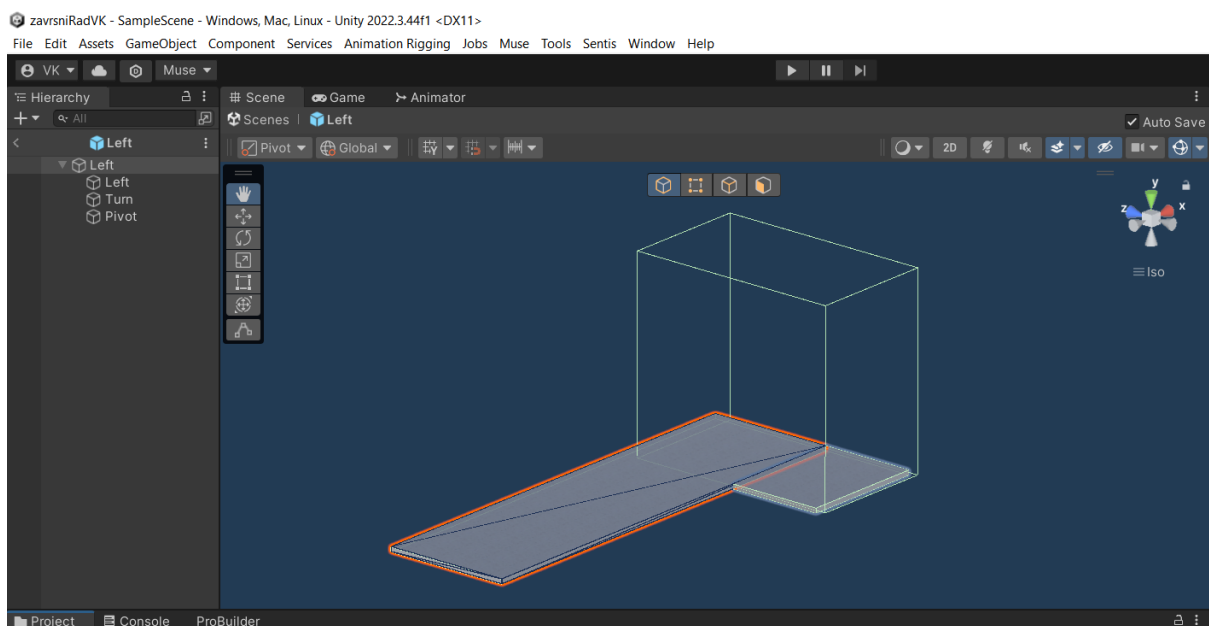 zavrsniRadVK - SampleScene - Windows, Mac, Linux - Unity 2022.3.44f1 <DX11>
File Edit Assets GameObject Component Services Animation Rigging Jobs Muse Tools Sentis Window Help
VK Muse
Hierarchy
All
Left
Left
Left
Turn
Pivot
Scene Game Animator
Scenes | Left Auto Save
Pivot Global 2D
y
z x
Iso
Project Console ProBuilder